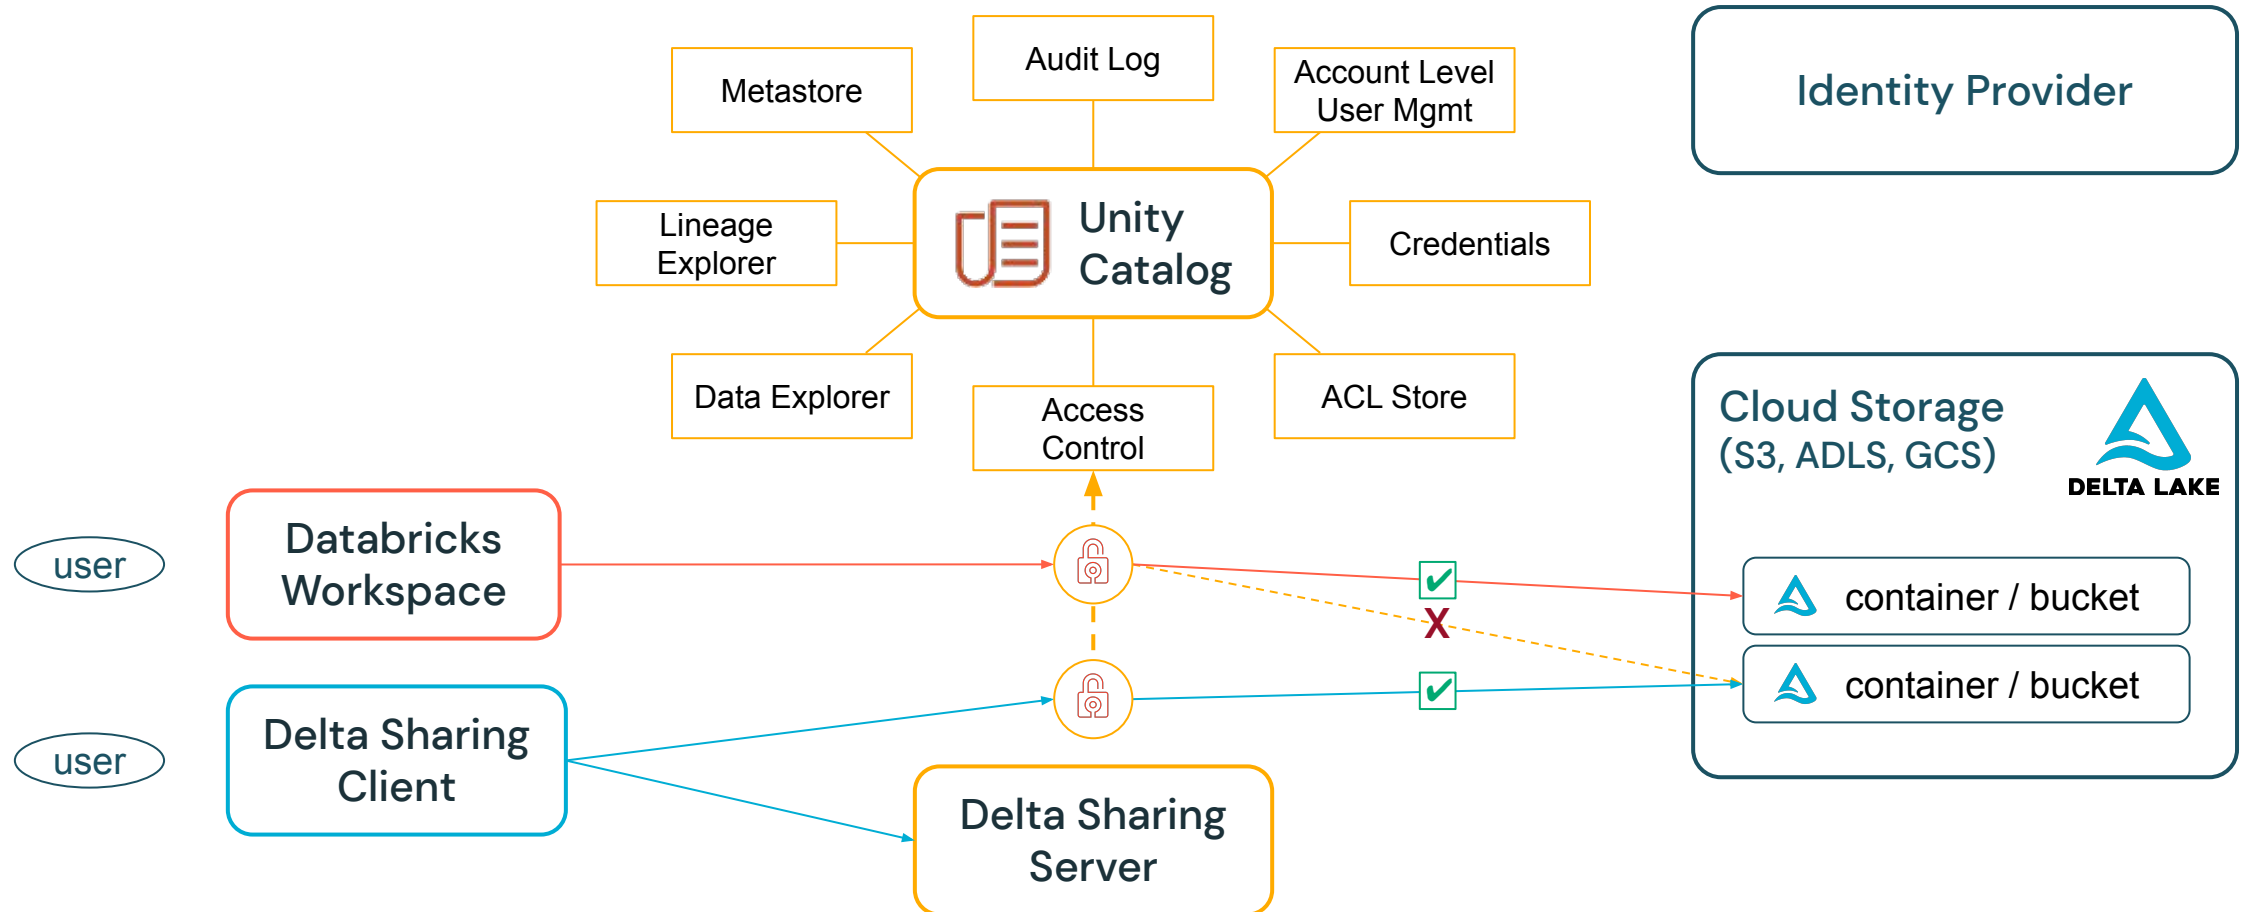 Audit Log
Metastore
Account Level
User Mgmt
Identity Provider
Unity
Catalog
Lineage
Explorer
Credentials
Data Explorer
Access
Control
ACL Store
Cloud Storage
(S3, ADLS, GCS)
DELTA LAKE
user
Databricks
Workspace
✔
X
container / bucket
user
Delta Sharing
Client
✔
container / bucket
Delta Sharing
Server